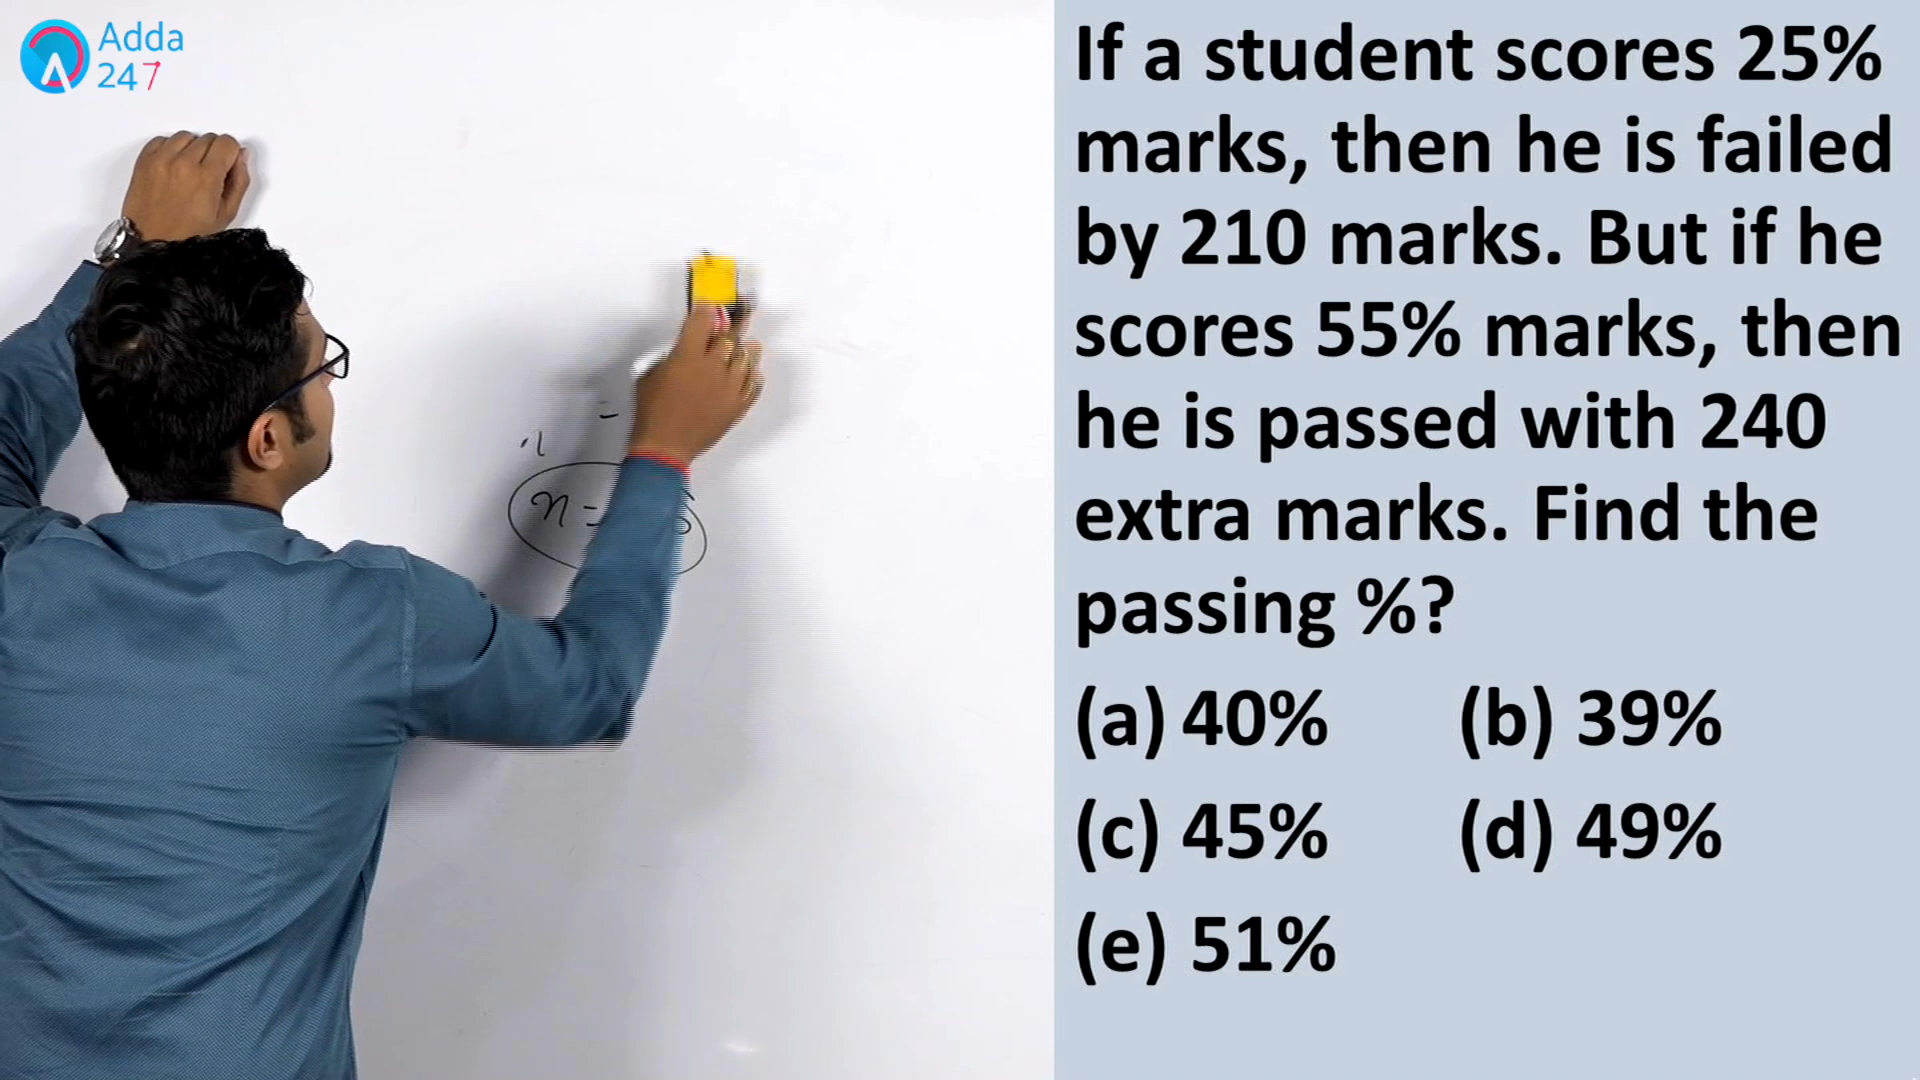 Adda
247
If a student scores 25%
marks, then he is failed
by 210 marks. But if he
scores 55% marks, then
he is passed with 240
extra marks. Find the
passing %?
(a) 40% (b) 39%
(c) 45% (d) 49%
(e) 51%